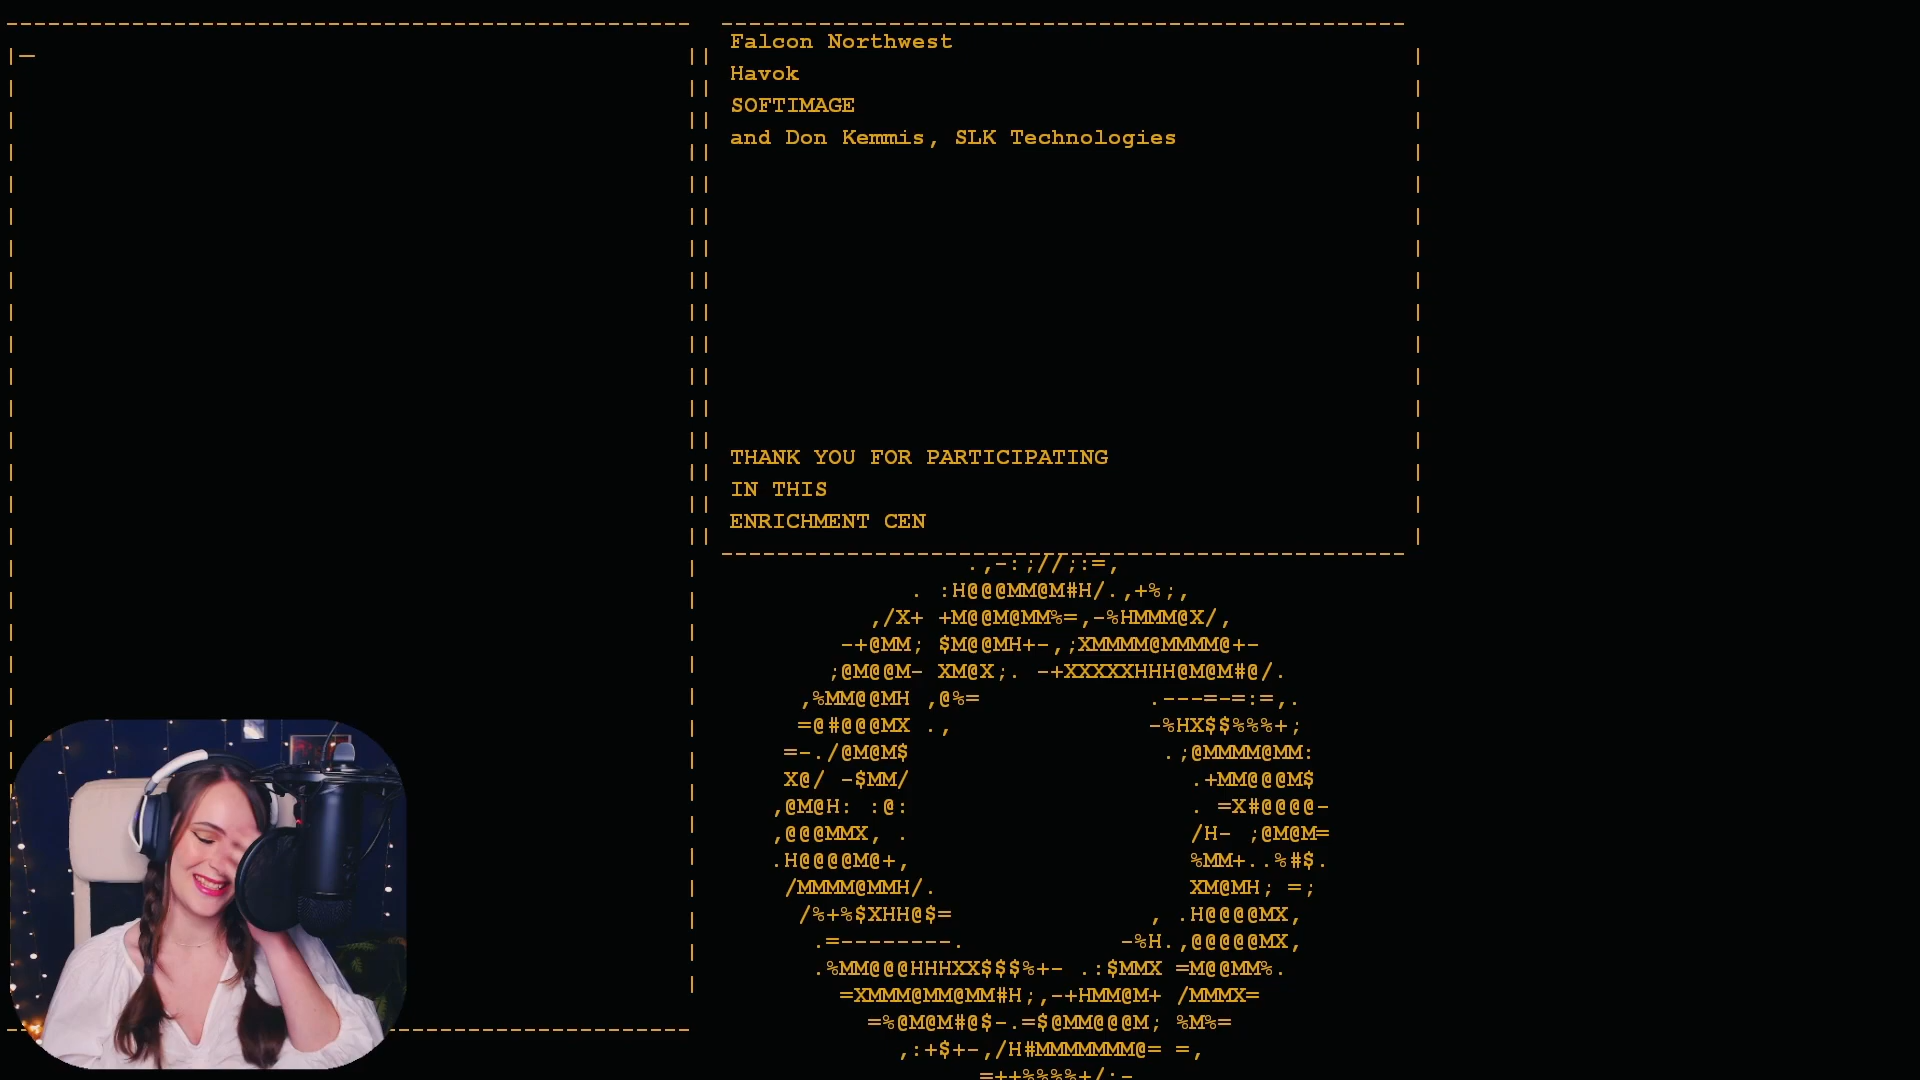 Falcon Northwest
Havok
SOFTIMAGE
and Don Kemmis, SLK Technologies
THANK YOU FOR PARTICIPATING
IN THIS
ENRICHMENT CEN